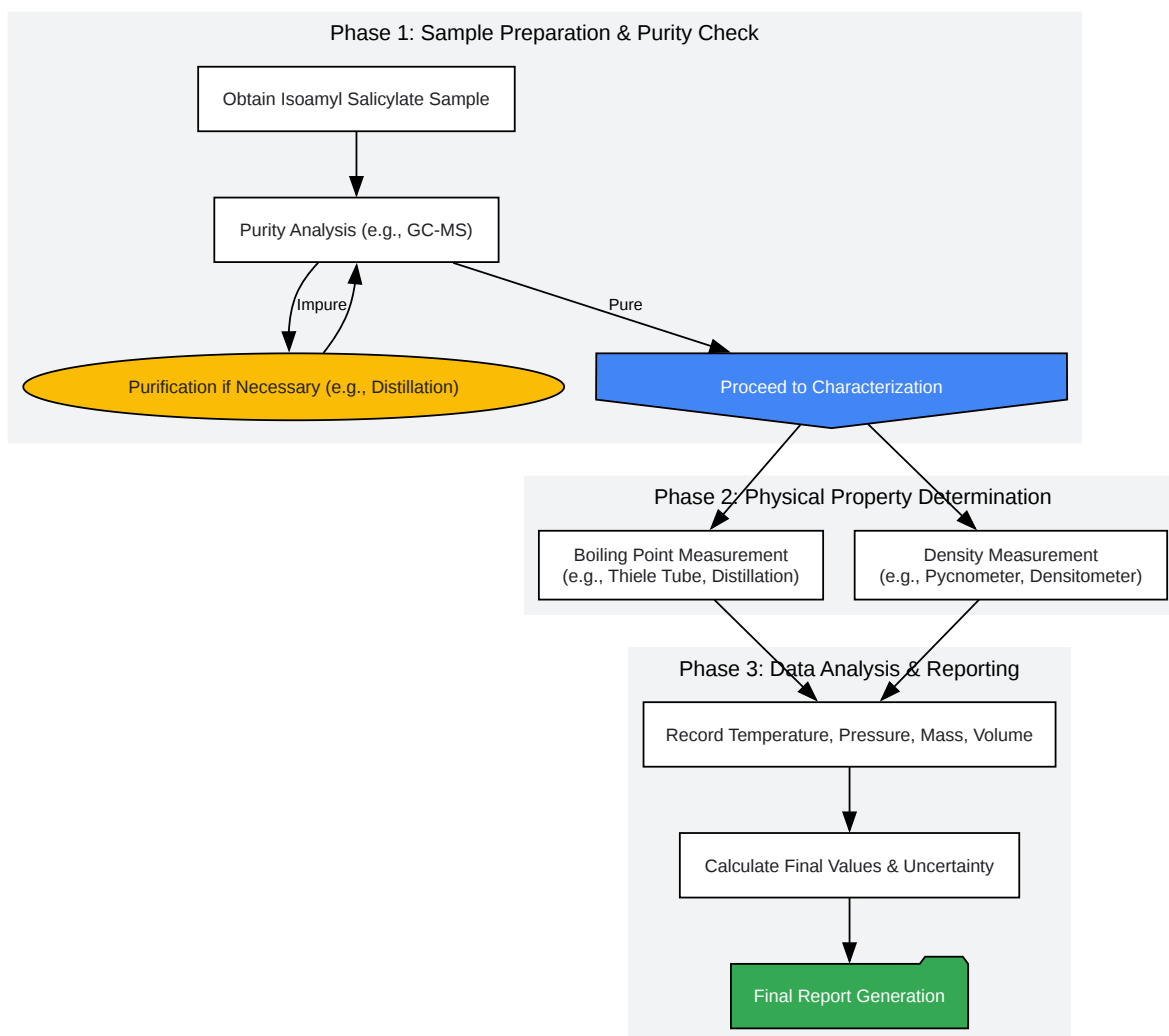 Phase 1: Sample Preparation & Purity Check
Obtain Isoamyl Salicylate Sample
Purity Analysis (e.g., GC-MS)
Impure
Pure
Purification if Necessary (e.g., Distillation)
Proceed to Characterization
Phase 2: Physical Property Determination
Boiling Point Measurement
(e.g., Thiele Tube, Distillation)
Density Measurement
(e.g., Pycnometer, Densitometer)
Phase 3: Data Analysis & Reporting
Record Temperature, Pressure, Mass, Volume
Calculate Final Values & Uncertainty
Final Report Generation